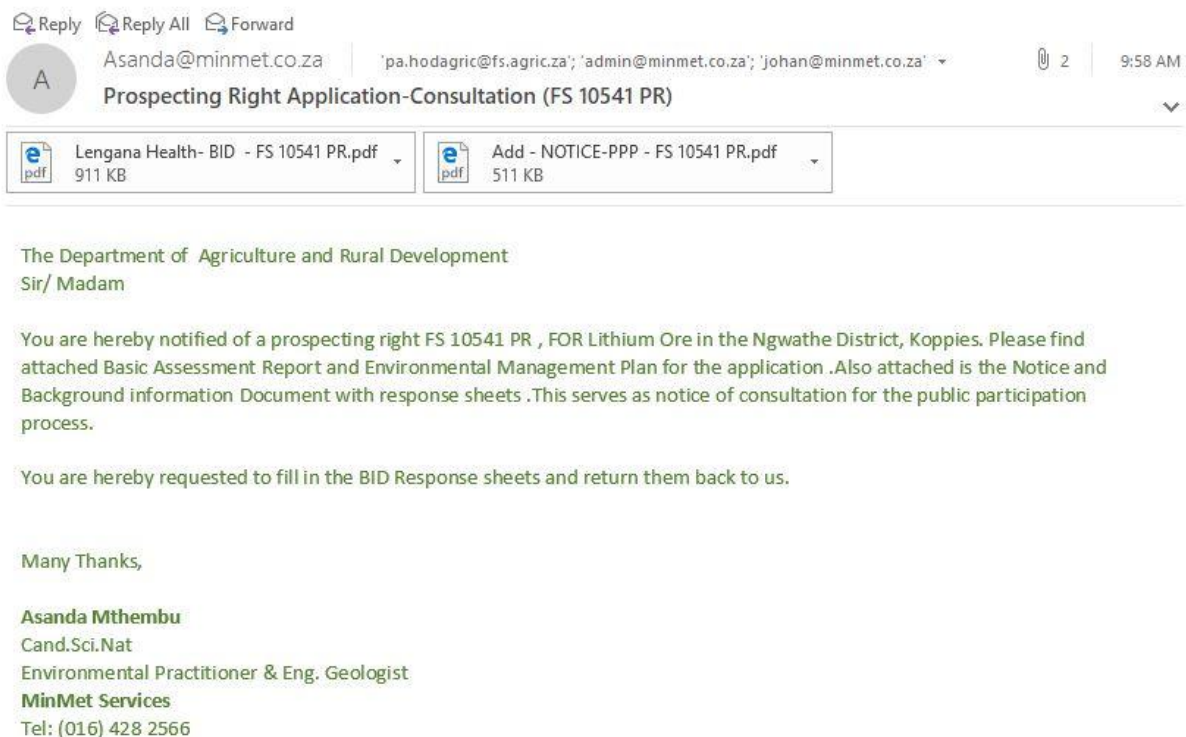 Reply Reply All Forward
A
Asanda@minmet.co.za 'pa.hodagric@fs.agric.za'; 'admin@minmet.co.za'; 'johan@minmet.co.za' 2 9:58 AM
Prospecting Right Application-Consultation (FS 10541 PR)
pdf Lengana Health- BID - FS 10541 PR.pdf
911 KB
pdf Add - NOTICE-PPP - FS 10541 PR.pdf
511 KB
The Department of Agriculture and Rural Development
Sir/ Madam
You are hereby notified of a prospecting right FS 10541 PR , FOR Lithium Ore in the Ngwathe District, Koppies. Please find
attached Basic Assessment Report and Environmental Management Plan for the application .Also attached is the Notice and
Background information Document with response sheets .This serves as notice of consultation for the public participation
process.
You are hereby requested to fill in the BID Response sheets and return them back to us.
Many Thanks,
Asanda Mthembu
Cand.Sci.Nat
Environmental Practitioner & Eng. Geologist
MinMet Services
Tel: (016) 428 2566